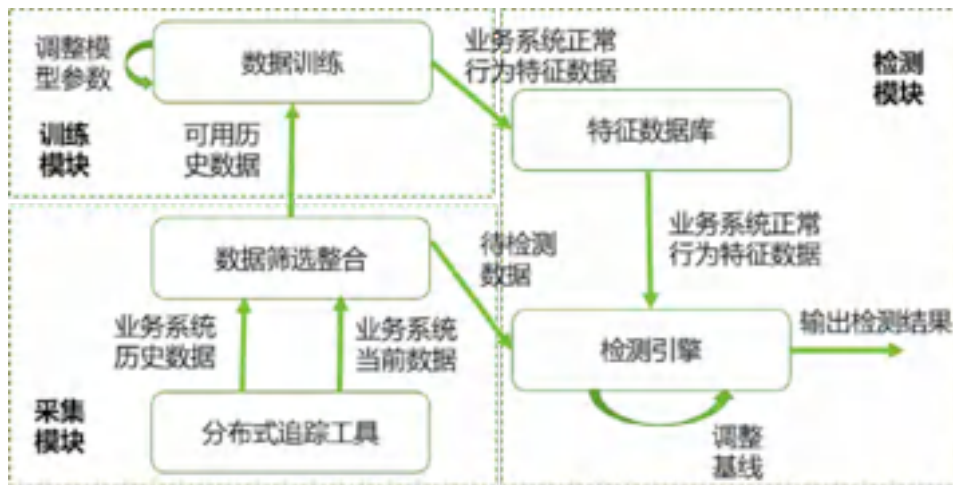 调整模
型参数
数据训练
业务系统正常
行为特征数据
检测
模块
训练
模块
可用历
史数据
特征数据库
数据筛选整合
待检测
数据
业务系统正常
行为特征数据
业务系统
历史数据
业务系统
当前数据
检测引擎
输出检测结果
采集
模块
分布式追踪工具
调整
基线